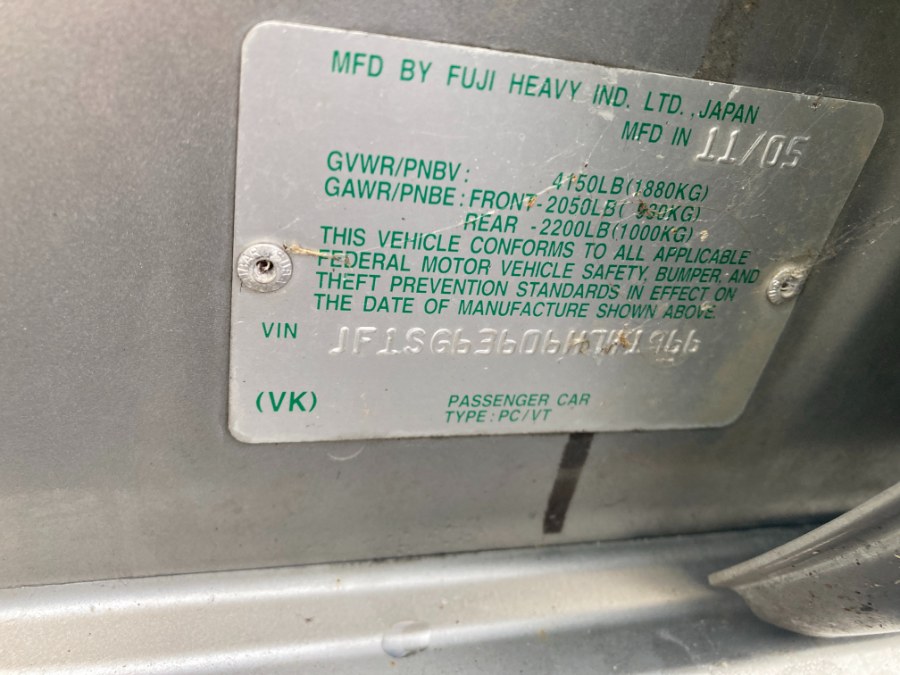 MFD BY FUJI HEAVY IND. LTD., JAPAN
MFD IN 11/05
GVWR/PNBV: 4150LB(1880KG)
GAWR/PNBE: FRONT-2050LB( 930KG)
REAR -2200LB(1000KG)
THIS VEHICLE CONFORMS TO ALL APPLICABLE
FEDERAL MOTOR VEHICLE SAFETY, BUMPER, AND
THEFT PREVENTION STANDARDS IN EFFECT ON
THE DATE OF MANUFACTURE SHOWN ABOVE.
VIN
(VK)
PASSENGER CAR
TYPE:PC/VT